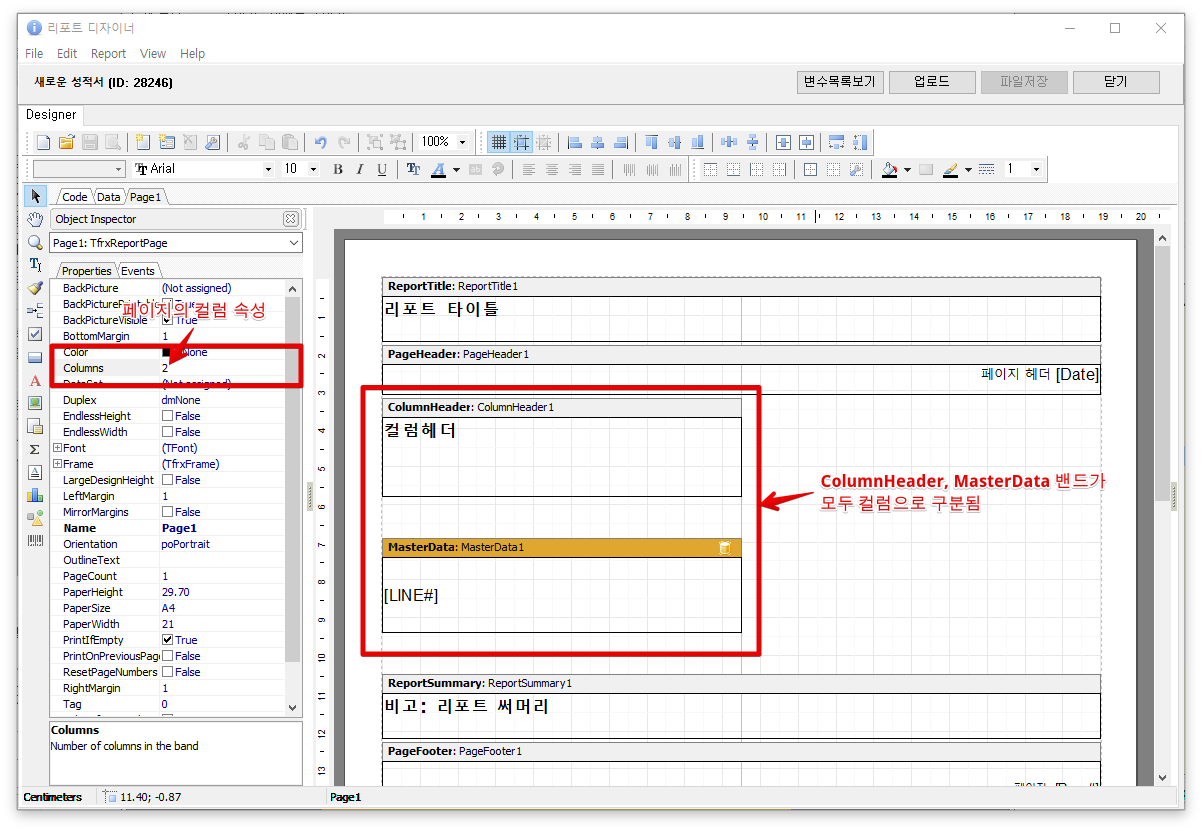 리포트 디자이너
File Edit Report View Help
새로운 성적서 (ID: 28246)
변수목록보기 업로드 파일저장 닫기
Designer
100%
Arial 10 B I U 1
Code Data Page1
Object Inspector
Page1: TfrxReportPage
Properties Events
BackPicture (Not assigned)
True
페이지의 컬럼 속성
BackPictureVisible True
BottomMargin 1
Color None
Columns 2
DataSet (Not assigned)
Duplex dmNone
EndlessHeight False
EndlessWidth False
Font (TFont)
Frame (TfrxFrame)
LargeDesignHeight False
LeftMargin 1
MirrorMargins False
Name Page1
Orientation poPortrait
OutlineText
PageCount 1
PaperHeight 29.70
PaperSize A4
PaperWidth 21
PrintIfEmpty True
PrintOnPreviousPag False
ResetPageNumbers False
RightMargin 1
Tag 0
Columns
Number of columns in the band
1 2 3 4 5 6 7 8 9 10 11 12 13 14 15 16 17 18 19 20
1
2
3
4
5
6
7
8
9
10
11
12
13
ReportTitle: ReportTitle1
리포트 타이틀
PageHeader: PageHeader1
페이지 헤더 [Date]
ColumnHeader: ColumnHeader1
컬럼헤더
ColumnHeader, MasterData 밴드가
모두 컬럼으로 구분됨
MasterData: MasterData1
[LINE#]
ReportSummary: ReportSummary1
비고: 리포트 써머리
PageFooter: PageFooter1
Centimeters 11.40; -0.87 Page1